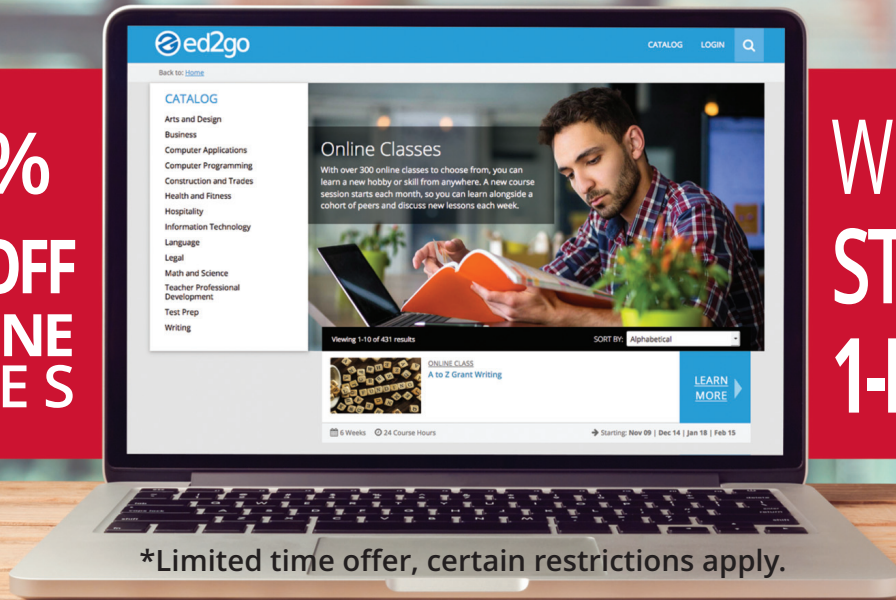 ed2go
CATALOG
LOGIN
Back to: Home
CATALOG
Arts and Design
Business
Computer Applications
Computer Programming
Construction and Trades
Health and Fitness
Hospitality
Information Technology
Language
Legal
Math and Science
Teacher Professional
Development
Test Prep
Writing
Online Classes
With over 300 online classes to choose from, you can
learn a new hobby or skill from anywhere. A new course
session starts each month, so you can learn alongside a
cohort of peers and discuss new lessons each week.
Viewing 1-10 of 431 results
SORT BY: Alphabetical
ONLINE CLASS
A to Z Grant Writing
LEARN
MORE
6 Weeks 24 Course Hours
Starting: Nov 09 | Dec 14 | Jan 18 | Feb 15
%
OFF
NE
E S
W
ST
1-
*Limited time offer, certain restrictions apply.